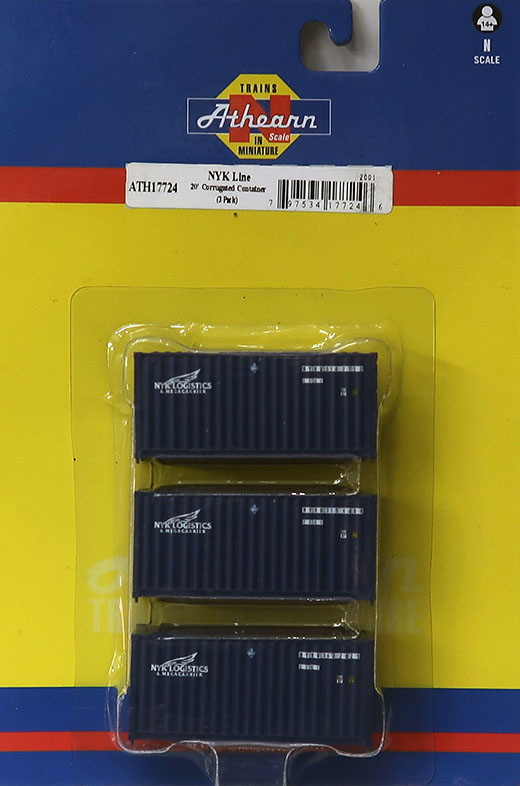 14+
N
SCALE
TRAINS
Athearn
N Scale
IN
MINIATURE
ATH17724
NYK Line
20' Corrugated Container
(3 Pack)
2001
7 97534 17724 6
NYK LOGISTICS
& MEGACARRIER
NYK LOGISTICS
& MEGACARRIER
NYK LOGISTICS
& MEGACARRIER